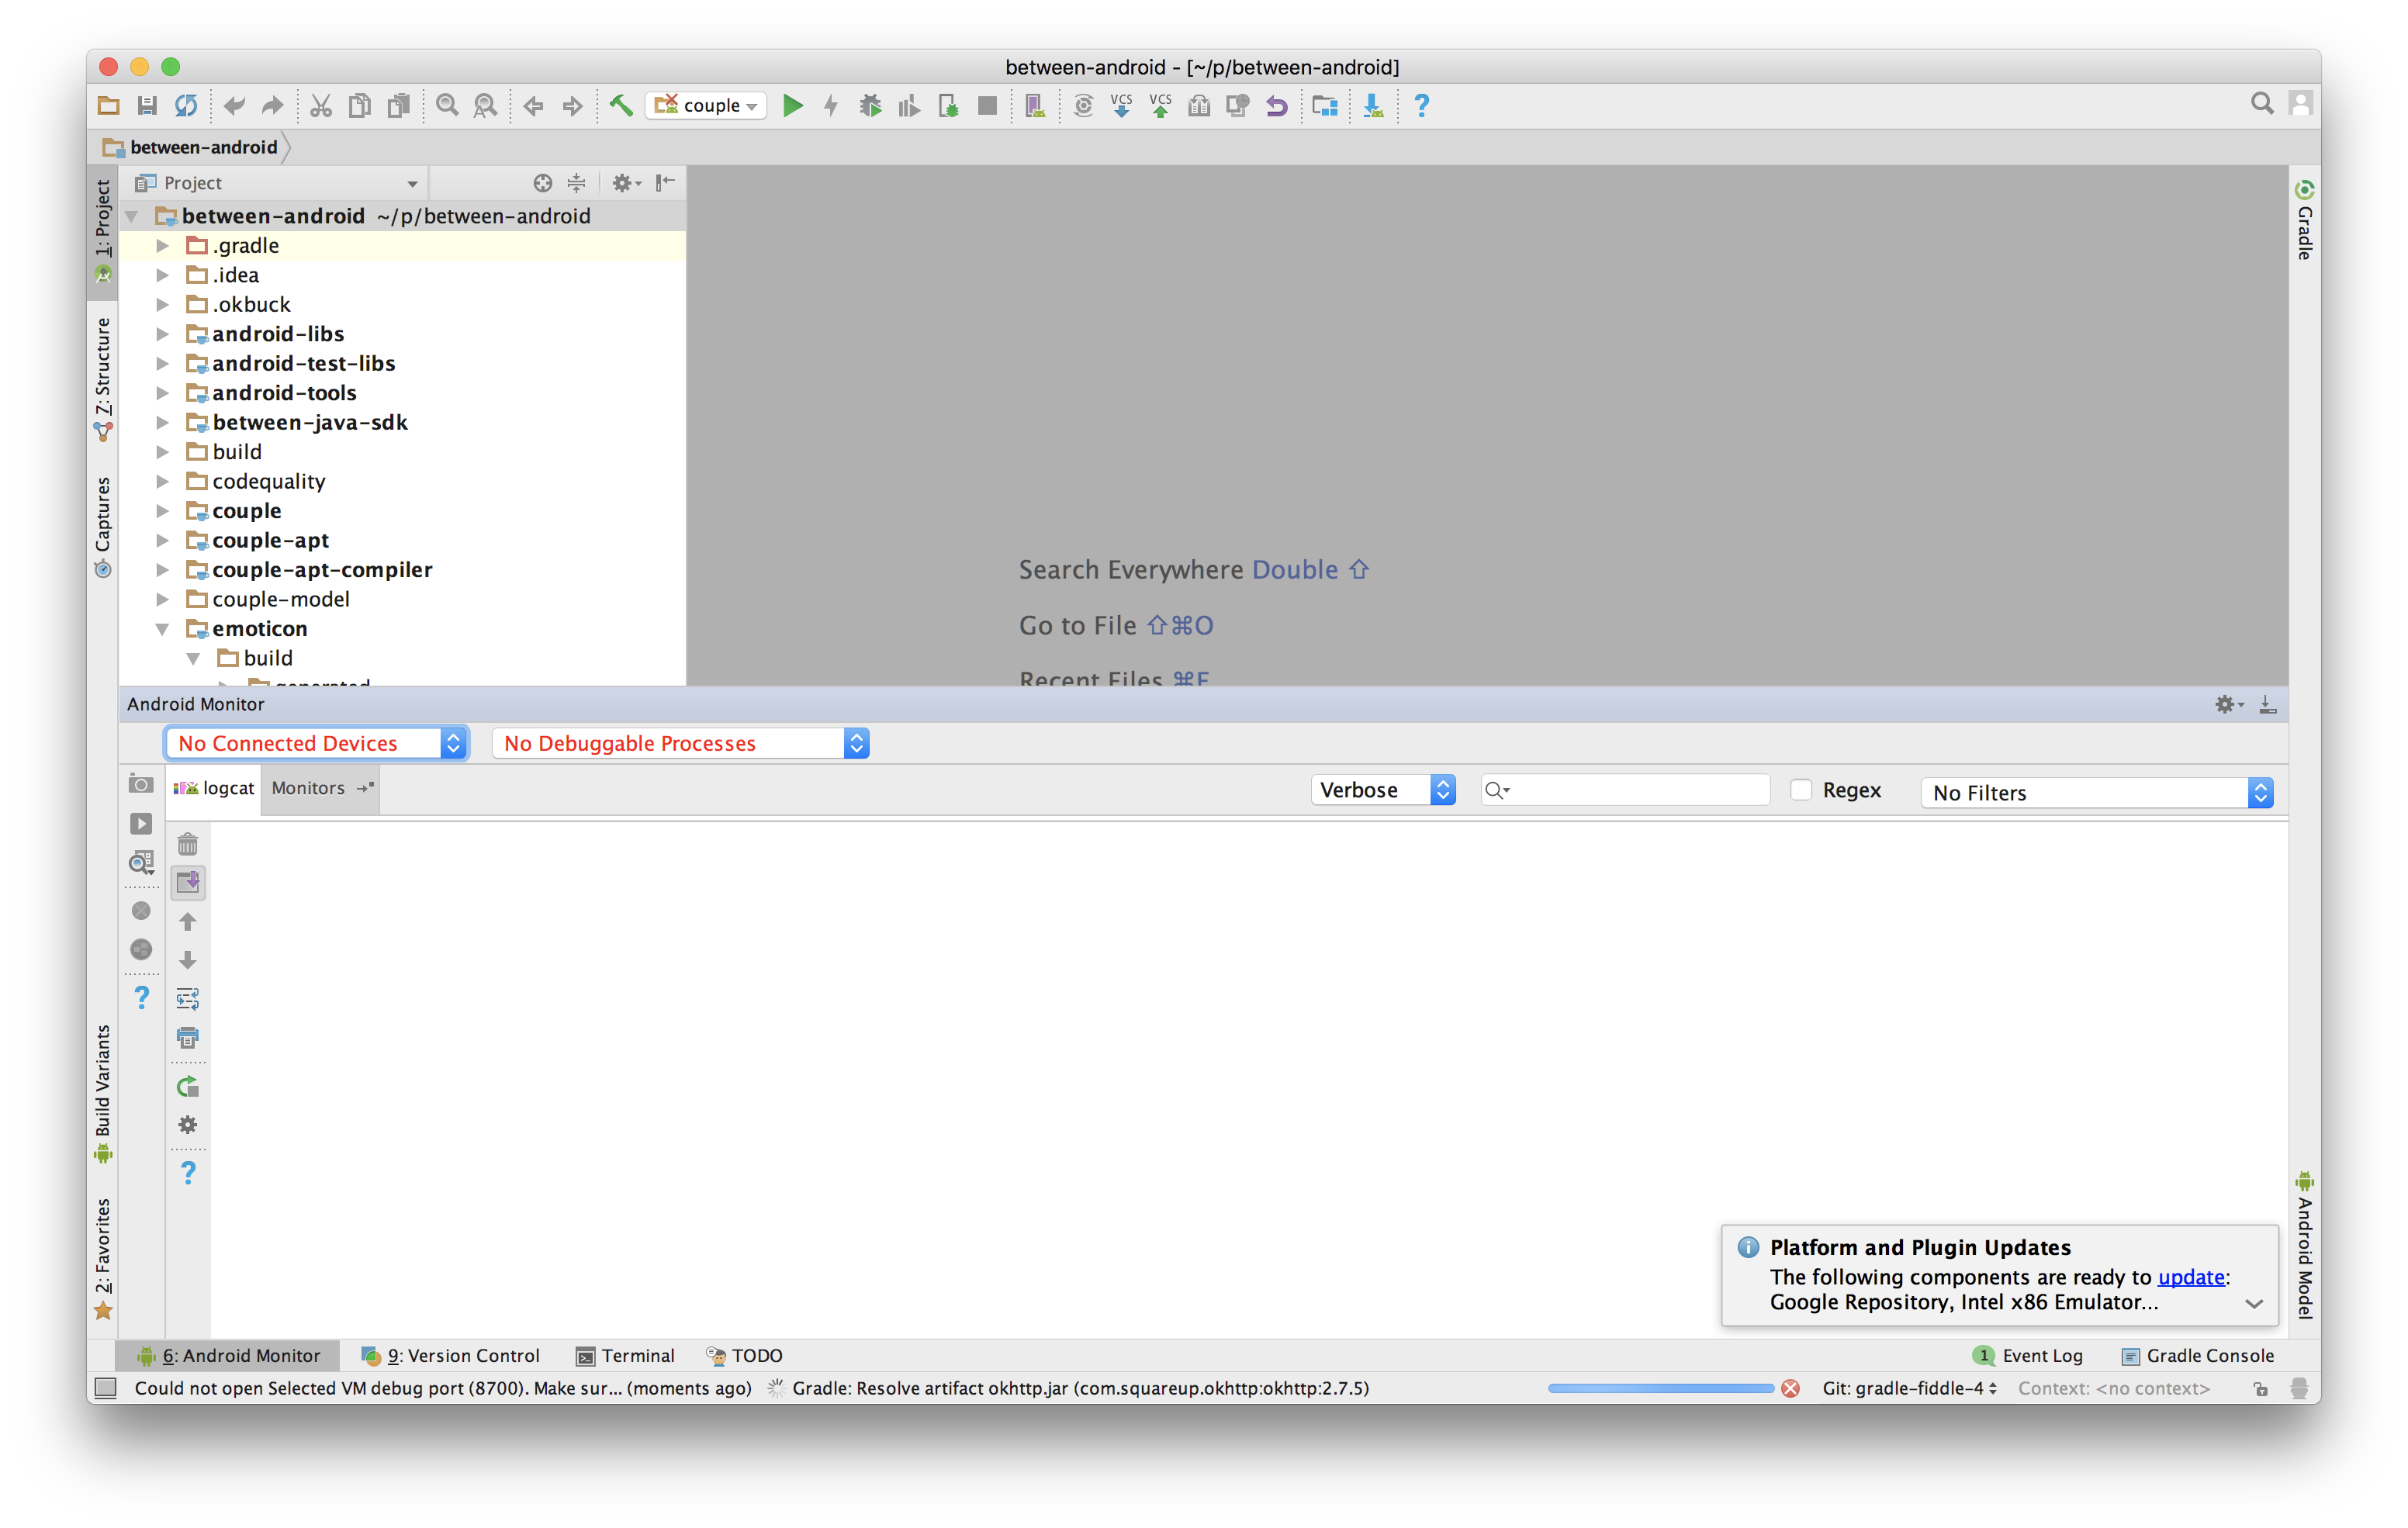 between-android - [~/p/between-android]
couple
VCS VCS
between-android
Project
between-android ~/p/between-android
.gradle
.idea
.okbuck
android-libs
android-test-libs
android-tools
between-java-sdk
build
codequality
couple
couple-apt
couple-apt-compiler
couple-model
emoticon
build
generated
1: Project
7: Structure
Captures
Build Variants
2: Favorites
Search Everywhere Double ⇧
Go to File ⇧⌘O
Recent Files ⌘E
Gradle
Android Model
Android Monitor
No Connected Devices
No Debuggable Processes
logcat
Monitors
Verbose
Regex
No Filters
Platform and Plugin Updates
The following components are ready to update:
Google Repository, Intel x86 Emulator...
6: Android Monitor
9: Version Control
Terminal
TODO
1 Event Log
Gradle Console
Could not open Selected VM debug port (8700). Make sur... (moments ago)
Gradle: Resolve artifact okhttp.jar (com.squareup.okhttp:okhttp:2.7.5)
Git: gradle-fiddle-4
Context: <no context>